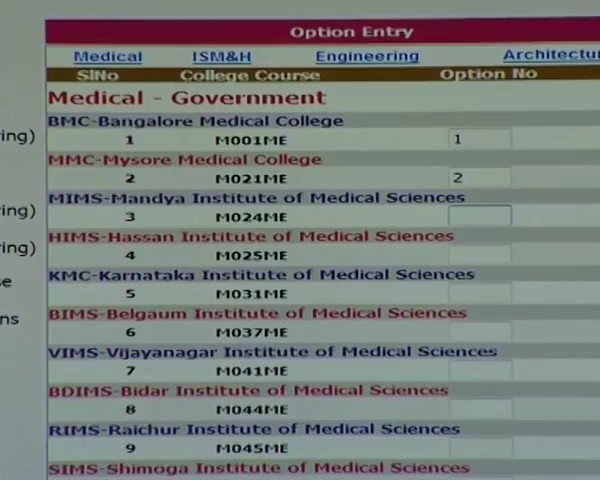 Option Entry
Medical ISM&H Engineering Architectur
SlNo College Course Option No
Medical - Government
BMC-Bangalore Medical College
ring) 1 M001ME 1
MMC-Mysore Medical College
2 M021ME 2
MIMS-Mandya Institute of Medical Sciences
ring) 3 M024ME
HIMS-Hassan Institute of Medical Sciences
ring) 4 M025ME
KMC-Karnataka Institute of Medical Sciences
se 5 M031ME
BIMS-Belgaum Institute of Medical Sciences
ns 6 M037ME
VIMS-Vijayanagar Institute of Medical Sciences
7 M041ME
BDIMS-Bidar Institute of Medical Sciences
8 M044ME
RIMS-Raichur Institute of Medical Sciences
9 M045ME
SIMS-Shimoga Institute of Medical Sciences